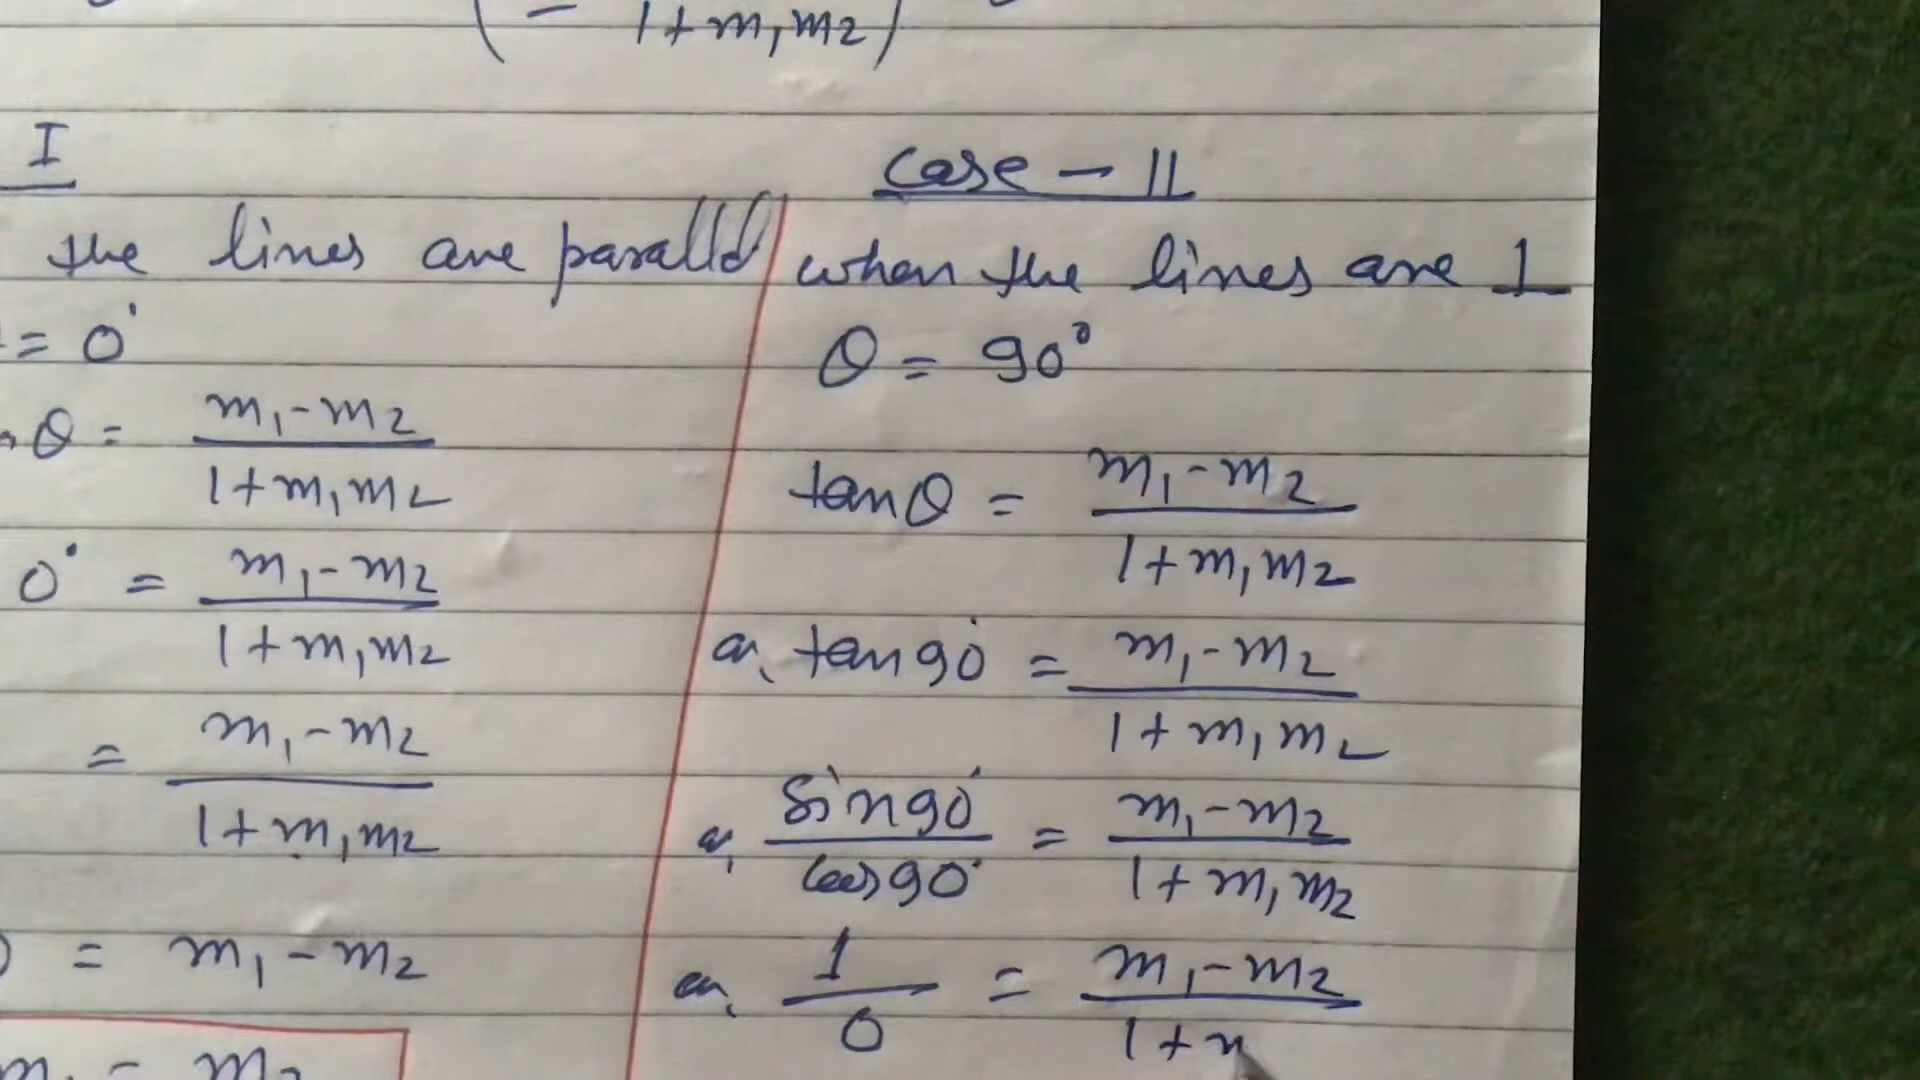 (− 1+m₁m₂)
I
the lines are parallel
= 0°
θ = m₁-m₂ / 1+m₁m₂
0° = m₁-m₂ / 1+m₁m₂
= m₁-m₂ / 1+m₁m₂
= m₁-m₂
m₁ = m₂
Case - II
when the lines are ⊥
θ = 90°
tanθ = m₁-m₂ / 1+m₁m₂
or, tan90° = m₁-m₂ / 1+m₁m₂
or, sin90° / cos90° = m₁-m₂ / 1+m₁m₂
or, 1 / 0 = m₁-m₂ / 1+